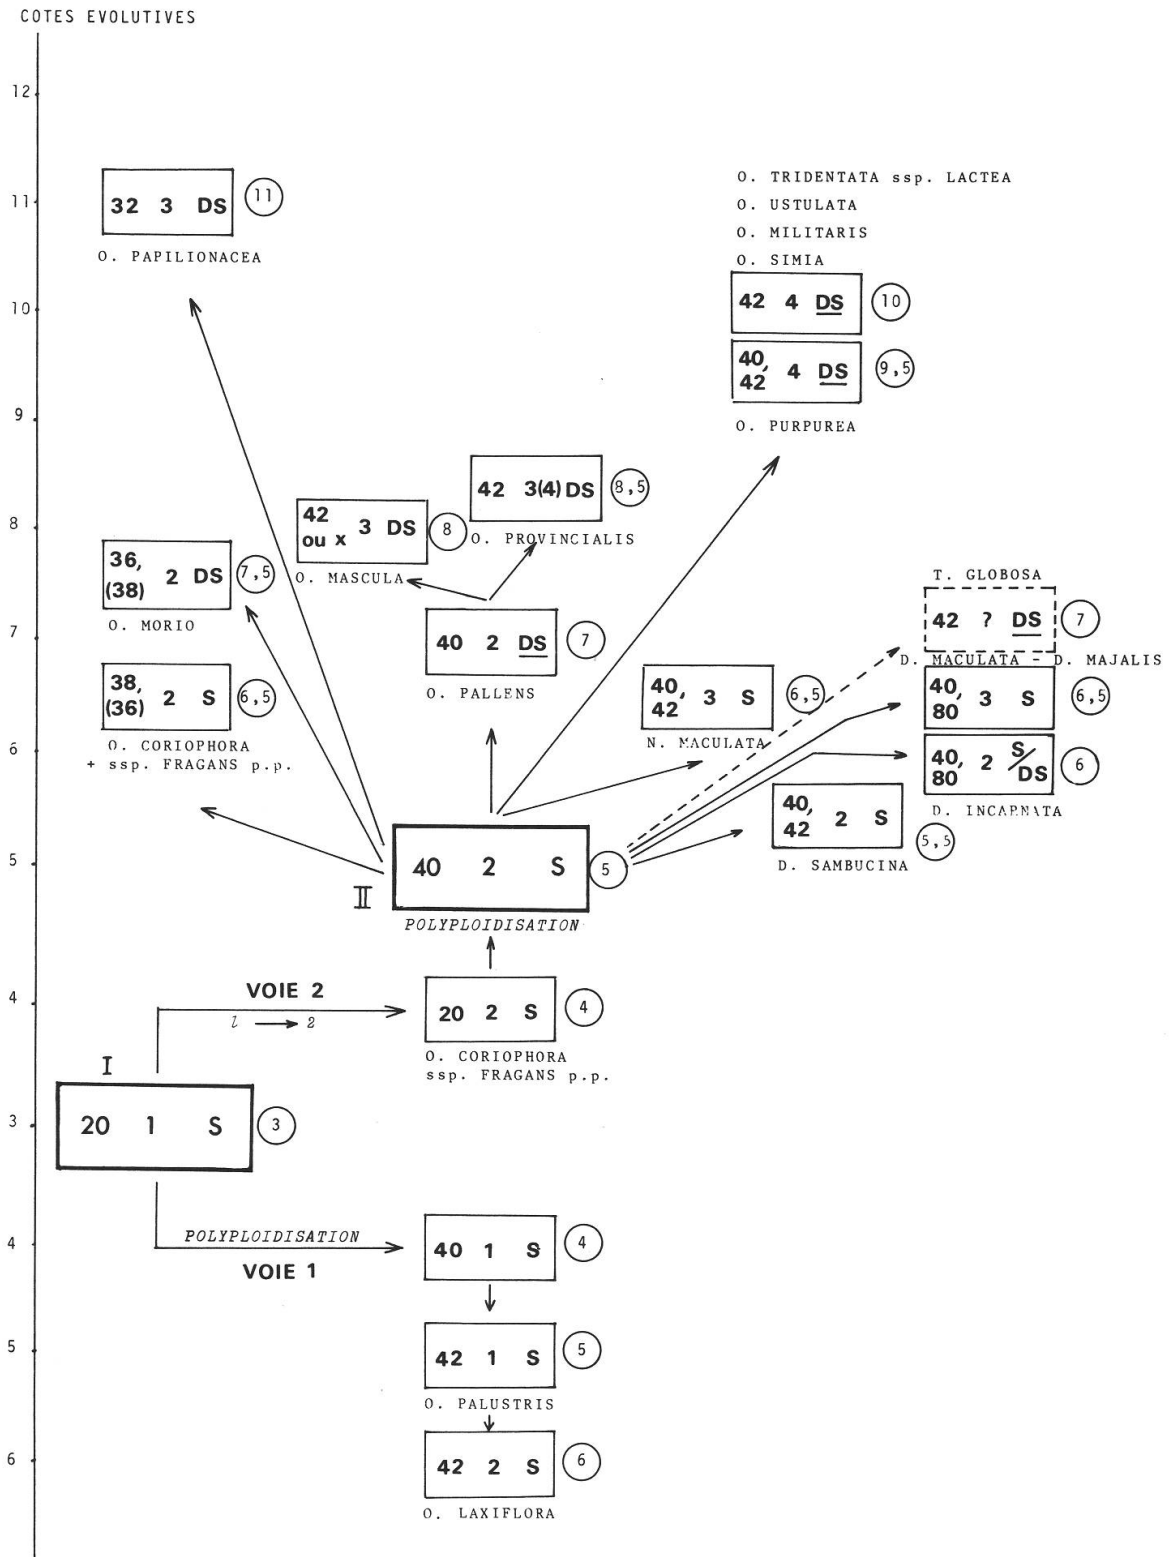 COTES EVOLUTIVES
12
11
32 3 DS 11
O. PAPILIONACEA
O. TRIDENTATA ssp. LACTEA
O. USTULATA
O. MILITARIS
O. SIMIA
10
42 4 DS 10
40, 42 4 DS 9,5
O. PURPUREA
9
42 3(4) DS 8,5
O. PROVINCIALIS
8
42 ou x 3 DS 8
O. MASCULA
36, (38) 2 DS 7,5
O. MORIO
T. GLOBOSA
42 ? DS 7
7
40 2 DS 7
O. PALLENS
D. MACULATA - D. MAJALIS
40, 80 3 S 6,5
38, (36) 2 S 6,5
O. CORIOPHORA
+ ssp. FRAGANS p.p.
40, 42 3 S 6,5
N. MACULATA
6
40, 80 2 S/DS 6
D. INCARNATA
40, 42 2 S 5,5
D. SAMBUCINA
5
40 2 S 5
II
POLYPLOIDISATION
4
VOIE 2
1 → 2
20 2 S 4
O. CORIOPHORA
ssp. FRAGANS p.p.
I
3
20 1 S 3
POLYPLOIDISATION
VOIE 1
4
40 1 S 4
5
42 1 S 5
O. PALUSTRIS
6
42 2 S 6
O. LAXIFLORA